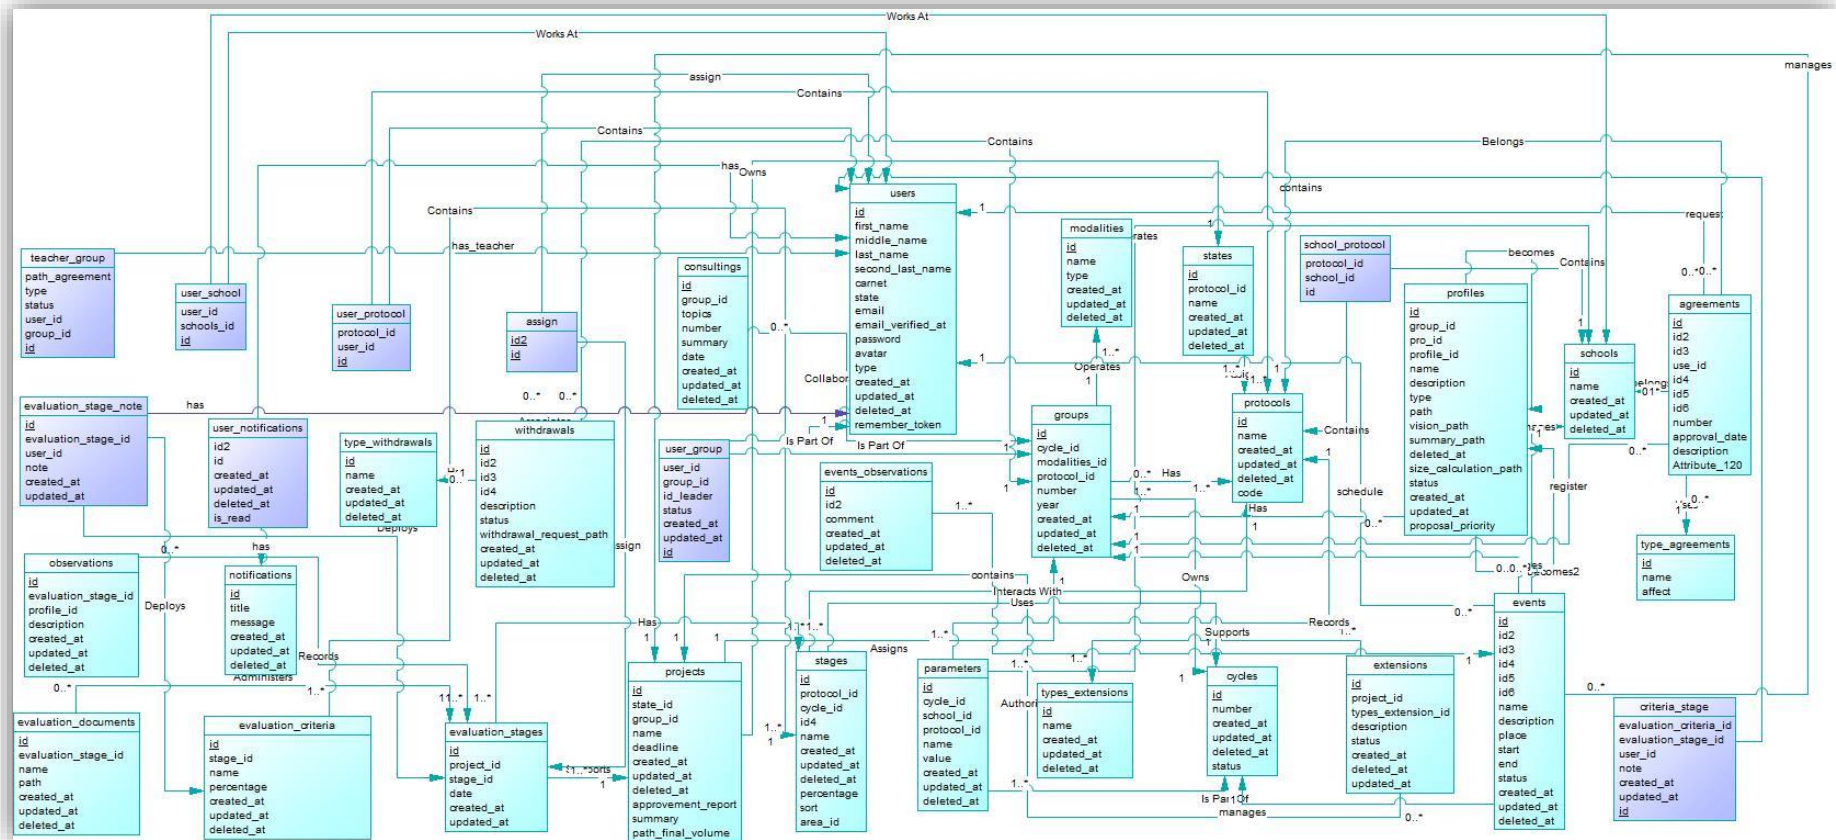 Works At
Works At
manages
assign
Contains
Contains
Contains
Belongs
has
Owns
contains
Contains
request
has_teacher
becomes
Contains
teacher_group
path_agreement
type
status
user_id
group_id
id
user_school
user_id
schools_id
id
user_protocol
protocol_id
user_id
id
assign
id2
id
consultings
id
group_id
topics
number
summary
date
created_at
updated_at
deleted_at
users
id
first_name
middle_name
last_name
second_last_name
carnet
state
email
email_verified_at
password
avatar
type
created_at
updated_at
deleted_at
remember_token
modalities
id
name
type
created_at
updated_at
deleted_at
states
id
protocol_id
name
created_at
updated_at
deleted_at
school_protocol
protocol_id
school_id
id
profiles
id
group_id
pro_id
profile_id
name
description
type
path
vision_path
summary_path
deleted_at
size_calculation_path
status
created_at
updated_at
proposal_priority
schools
id
name
created_at
updated_at
deleted_at
agreements
id
id2
id3
use_id
id4
id5
id6
number
approval_date
description
Attribute_120
Operates
Collabor
has
Is Part Of
Is Part Of
Contains
schedule
register
Has
Has
evaluation_stage_note
id
evaluation_stage_id
user_id
note
created_at
updated_at
user_notifications
id2
id
created_at
updated_at
deleted_at
is_read
type_withdrawals
id
name
created_at
updated_at
deleted_at
withdrawals
id
id2
id3
id4
description
status
withdrawal_request_path
created_at
updated_at
deleted_at
user_group
user_id
group_id
id_leader
status
created_at
updated_at
id
events_observations
id
id2
comment
created_at
updated_at
deleted_at
groups
id
cycle_id
modalities_id
protocol_id
number
year
created_at
updated_at
deleted_at
protocols
id
name
created_at
updated_at
deleted_at
code
type_agreements
id
name
affect
Deploys
has
Deploys
contains
Interacts With
Owns
Uses
Records
Supports
Has
Assigns
Records
Administers
observations
id
evaluation_stage_id
profile_id
description
created_at
updated_at
deleted_at
notifications
id
title
message
created_at
updated_at
deleted_at
evaluation_documents
id
evaluation_stage_id
name
path
created_at
updated_at
deleted_at
evaluation_criteria
id
stage_id
name
percentage
created_at
updated_at
deleted_at
evaluation_stages
id
project_id
stage_id
date
created_at
updated_at
projects
id
state_id
group_id
name
deadline
created_at
updated_at
deleted_at
approvement_report
summary
path_final_volume
stages
id
protocol_id
cycle_id
id4
name
created_at
updated_at
deleted_at
percentage
sort
area_id
parameters
id
cycle_id
school_id
protocol_id
name
value
created_at
updated_at
deleted_at
types_extensions
id
name
created_at
updated_at
deleted_at
cycles
id
number
created_at
updated_at
deleted_at
status
extensions
id
project_id
types_extension_id
description
status
created_at
deleted_at
updated_at
events
id
id2
id3
id4
id5
id6
name
description
place
start
end
status
created_at
updated_at
deleted_at
criteria_stage
evaluation_criteria_id
evaluation_stage_id
user_id
note
created_at
updated_at
id
Is Part Of
manages